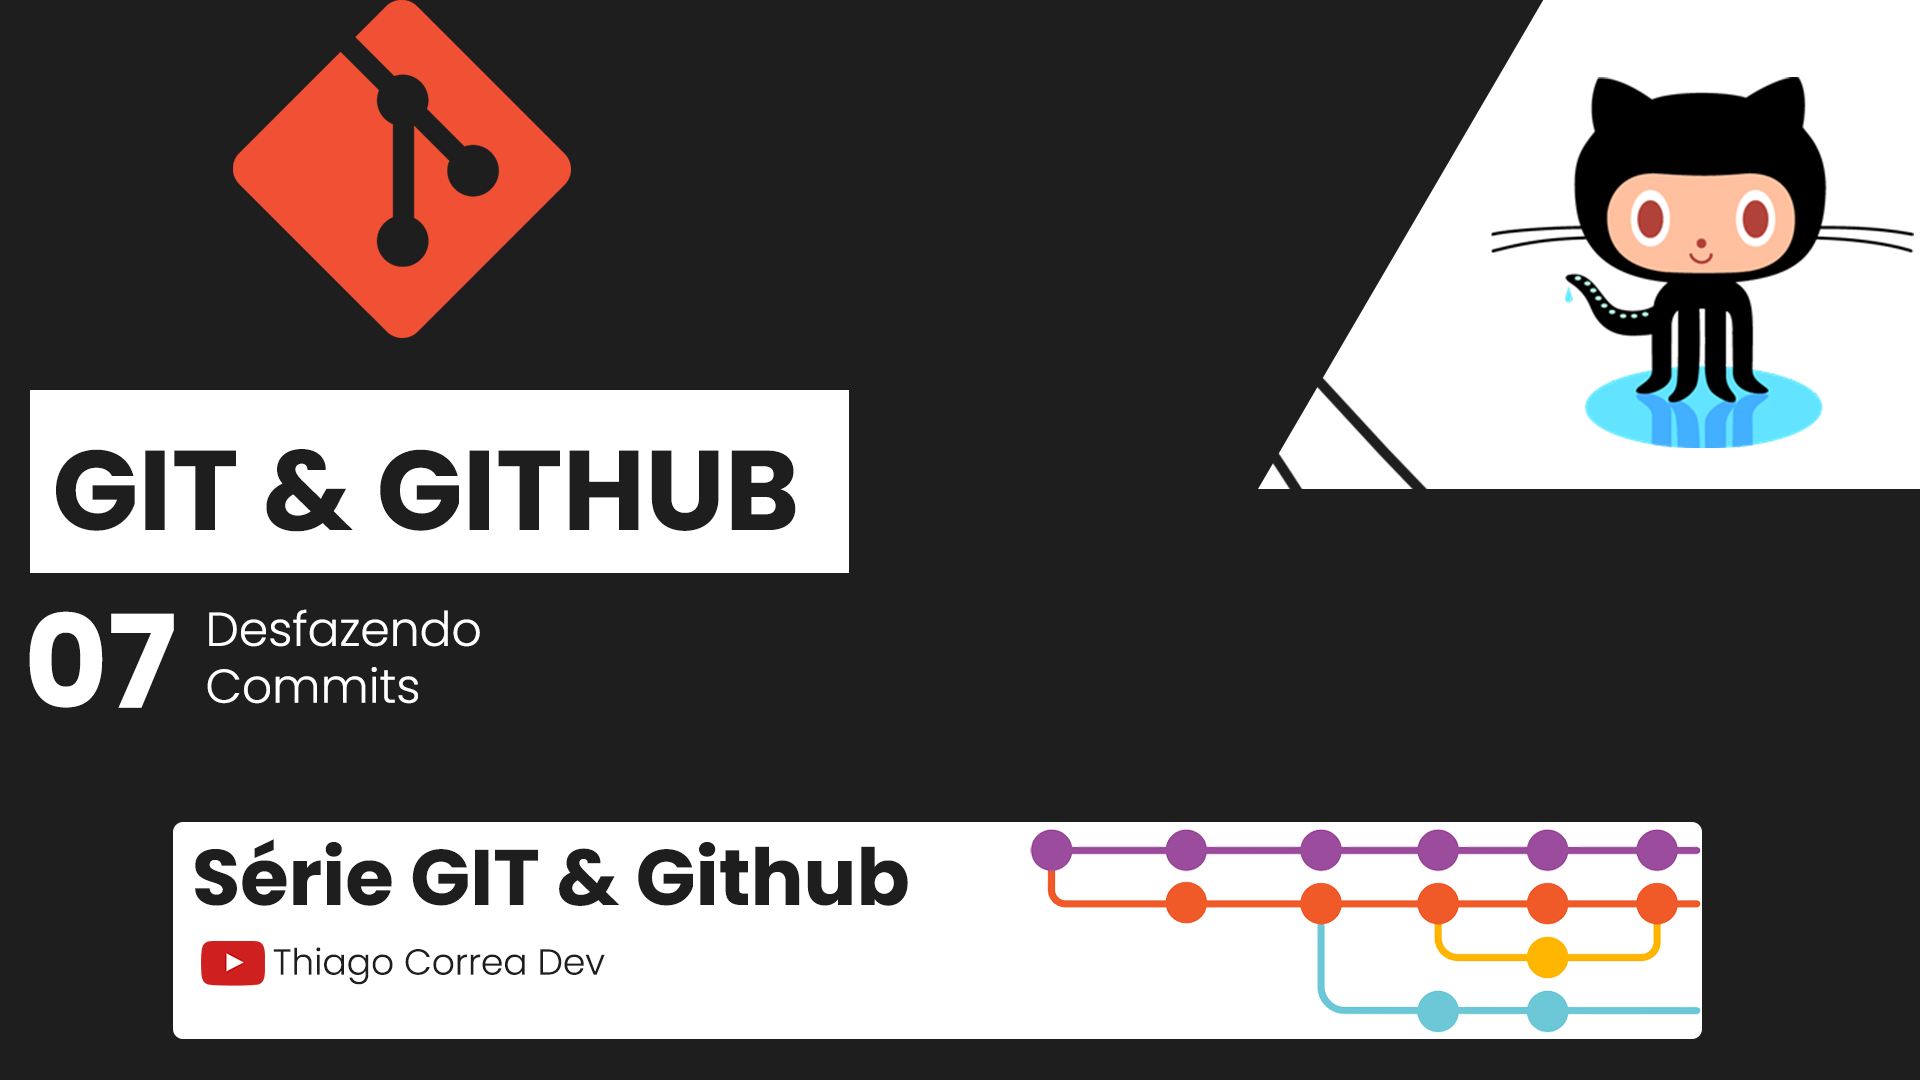 GIT & GITHUB
07
Desfazendo
Commits
Série GIT & Github
Thiago Correa Dev